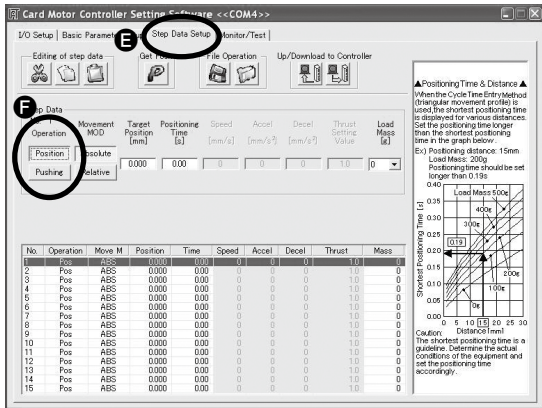 Card Motor Controller Setting Software <<COM4>>
I/O Setup
Basic Paramete
E
Step Data Setup
Monitor/Test
Editing of step data
Get Po
File Operation
Up/Download to Controller
F
Step Data
Operation
Movement MOD
Target Position [mm]
Positioning Time [s]
Speed [mm/s]
Accel [mm/s²]
Decel [mm/s²]
Thrust Setting Value
Load Mass [g]
Position
Absolute
Pushing
Relative
0.000 0.00 0 0 0 1.0 0
No. Operation Move M Position Time Speed Accel Decel Thrust Mass
1 Pos ABS 0.000 0.00 0 0 0 1.0 0
2 Pos ABS 0.000 0.00 0 0 0 1.0 0
3 Pos ABS 0.000 0.00 0 0 0 1.0 0
4 Pos ABS 0.000 0.00 0 0 0 1.0 0
5 Pos ABS 0.000 0.00 0 0 0 1.0 0
6 Pos ABS 0.000 0.00 0 0 0 1.0 0
7 Pos ABS 0.000 0.00 0 0 0 1.0 0
8 Pos ABS 0.000 0.00 0 0 0 1.0 0
9 Pos ABS 0.000 0.00 0 0 0 1.0 0
10 Pos ABS 0.000 0.00 0 0 0 1.0 0
11 Pos ABS 0.000 0.00 0 0 0 1.0 0
12 Pos ABS 0.000 0.00 0 0 0 1.0 0
13 Pos ABS 0.000 0.00 0 0 0 1.0 0
14 Pos ABS 0.000 0.00 0 0 0 1.0 0
15 Pos ABS 0.000 0.00 0 0 0 1.0 0
▲Positioning Time & Distance▲
When the Cycle Time Entry Method
(triangular movement profile) is
used,the shortest positioning time
is displayed for various distances.
Set the positioning time longer
than the shortest positioning
time in the graph below.
Ex) Positioning distance: 15mm
Load Mass: 200g
Positioning time should be set
longer than 0.19s
Shortest Positioning Time [s]
0.40
0.35
0.30
0.25
0.20
0.15
0.10
0.05
0.00
0.19
Load Mass 500g
400g
300g
200g
100g
0g
0 5 10 15 20 25 30
Distance [mm]
Caution:
The shortest positioning time is a
guideline. Determine the actual
conditions of the equipment and
set the positioning time
accordingly.